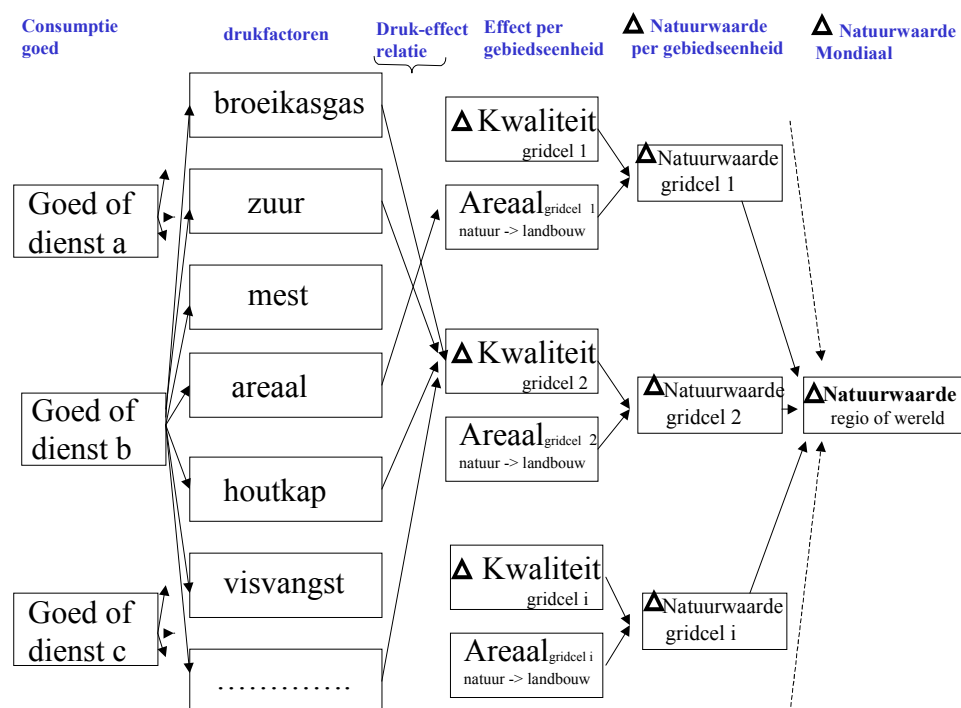 Consumptie
goed
drukfactoren
Druk-effect
relatie
Effect per
gebiedseenheid
Δ Natuurwaarde
per gebiedseenheid
Δ Natuurwaarde
Mondiaal
Goed of
dienst a
Goed of
dienst b
Goed of
dienst c
broeikasgas
zuur
mest
areaal
houtkap
visvangst
.............
Δ Kwaliteit
gridcel 1
Areaal gridcel 1
natuur -> landbouw
Δ Kwaliteit
gridcel 2
Areaal gridcel 2
natuur -> landbouw
Δ Kwaliteit
gridcel i
Areaal gridcel i
natuur -> landbouw
Δ Natuurwaarde
gridcel 1
Δ Natuurwaarde
gridcel 2
Δ Natuurwaarde
gridcel i
Δ Natuurwaarde
regio of wereld